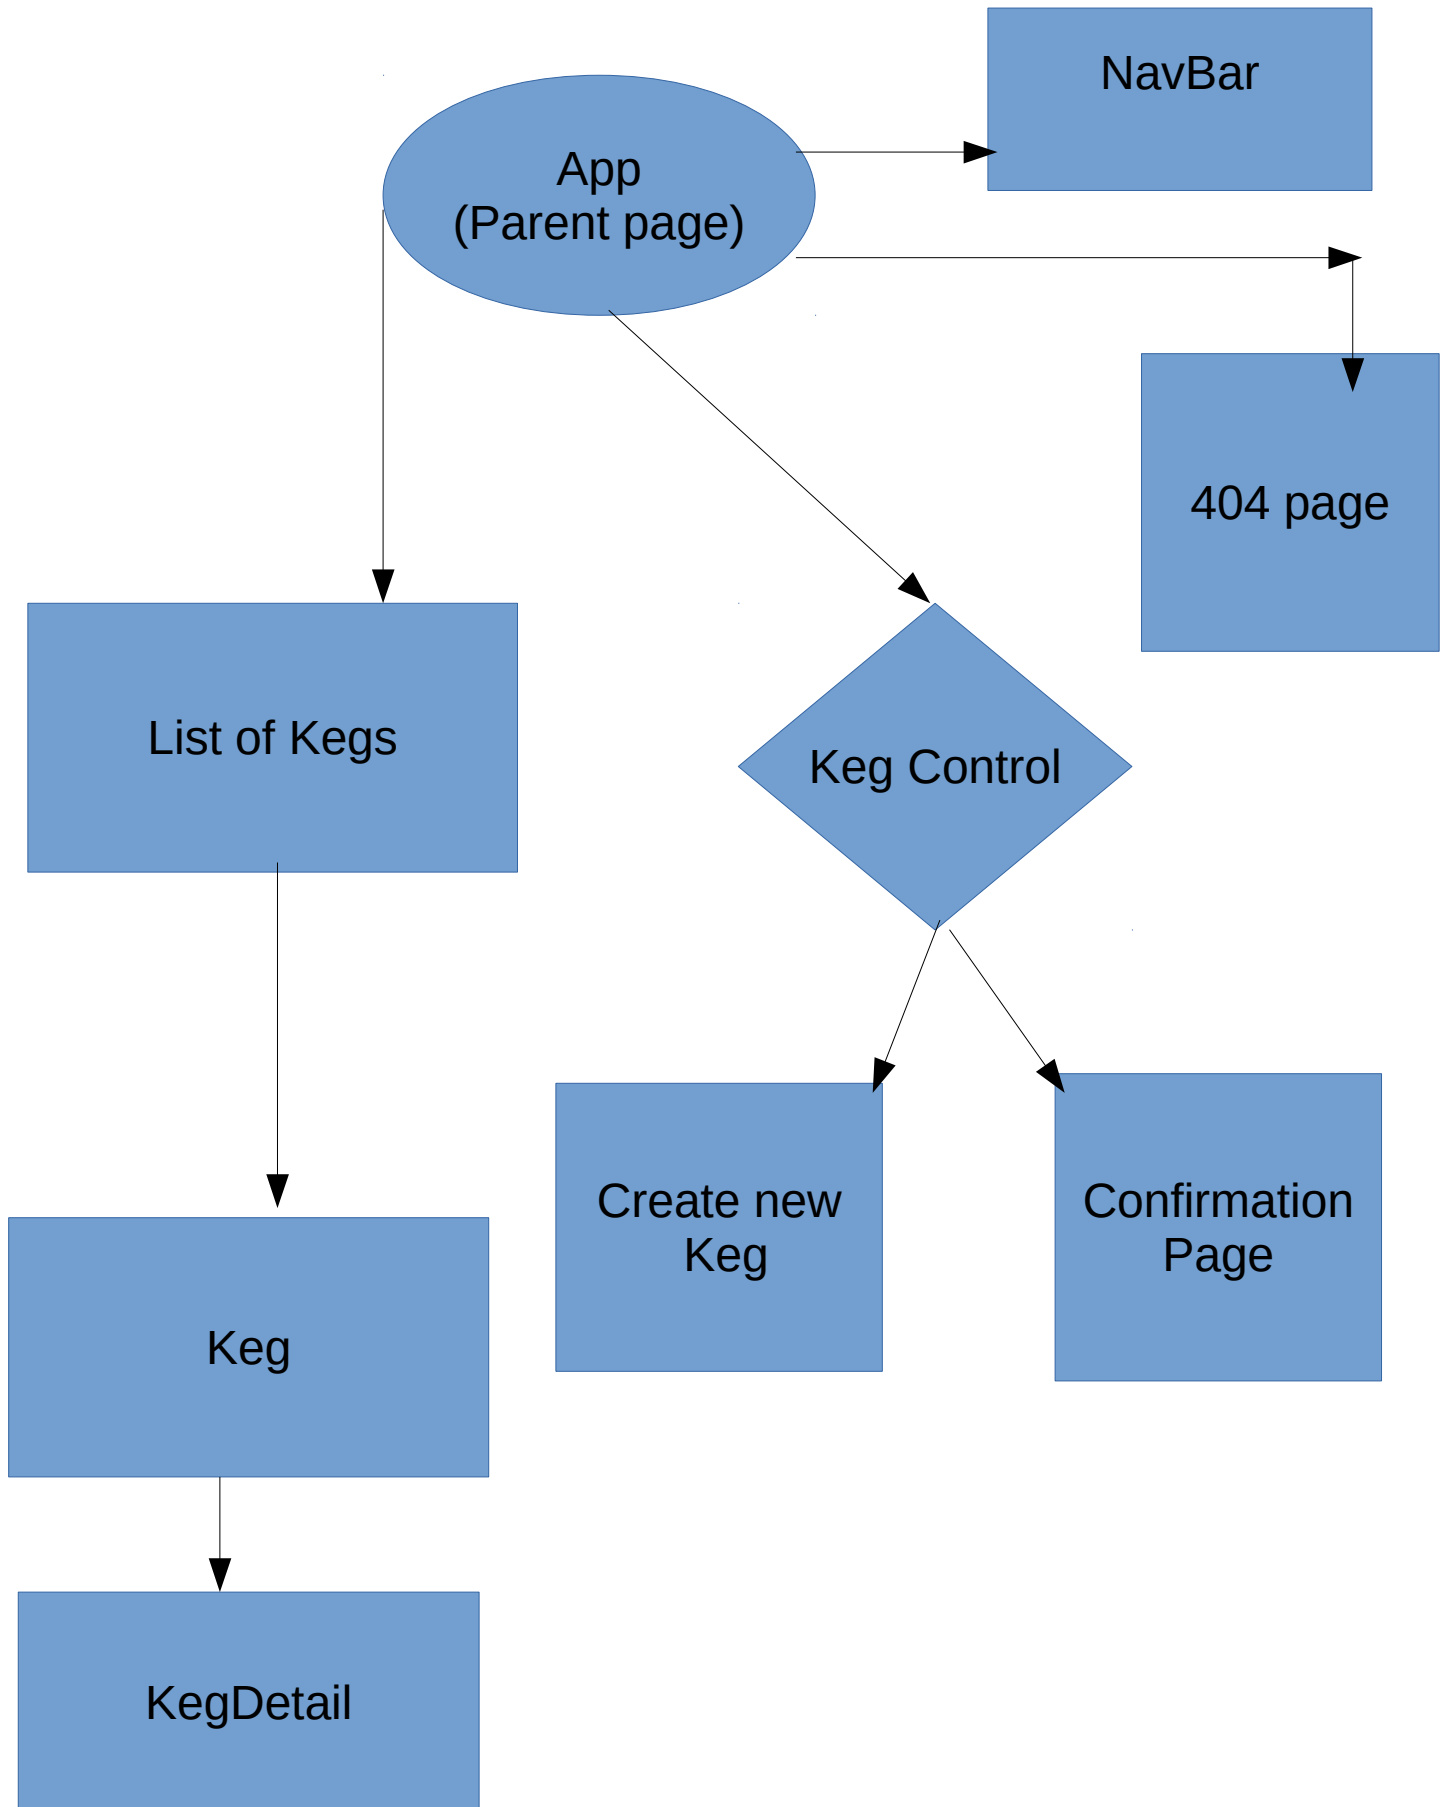 NavBar
App
(Parent page)
404 page
List of Kegs
Keg Control
Create new
Keg
Confirmation
Page
Keg
KegDetail